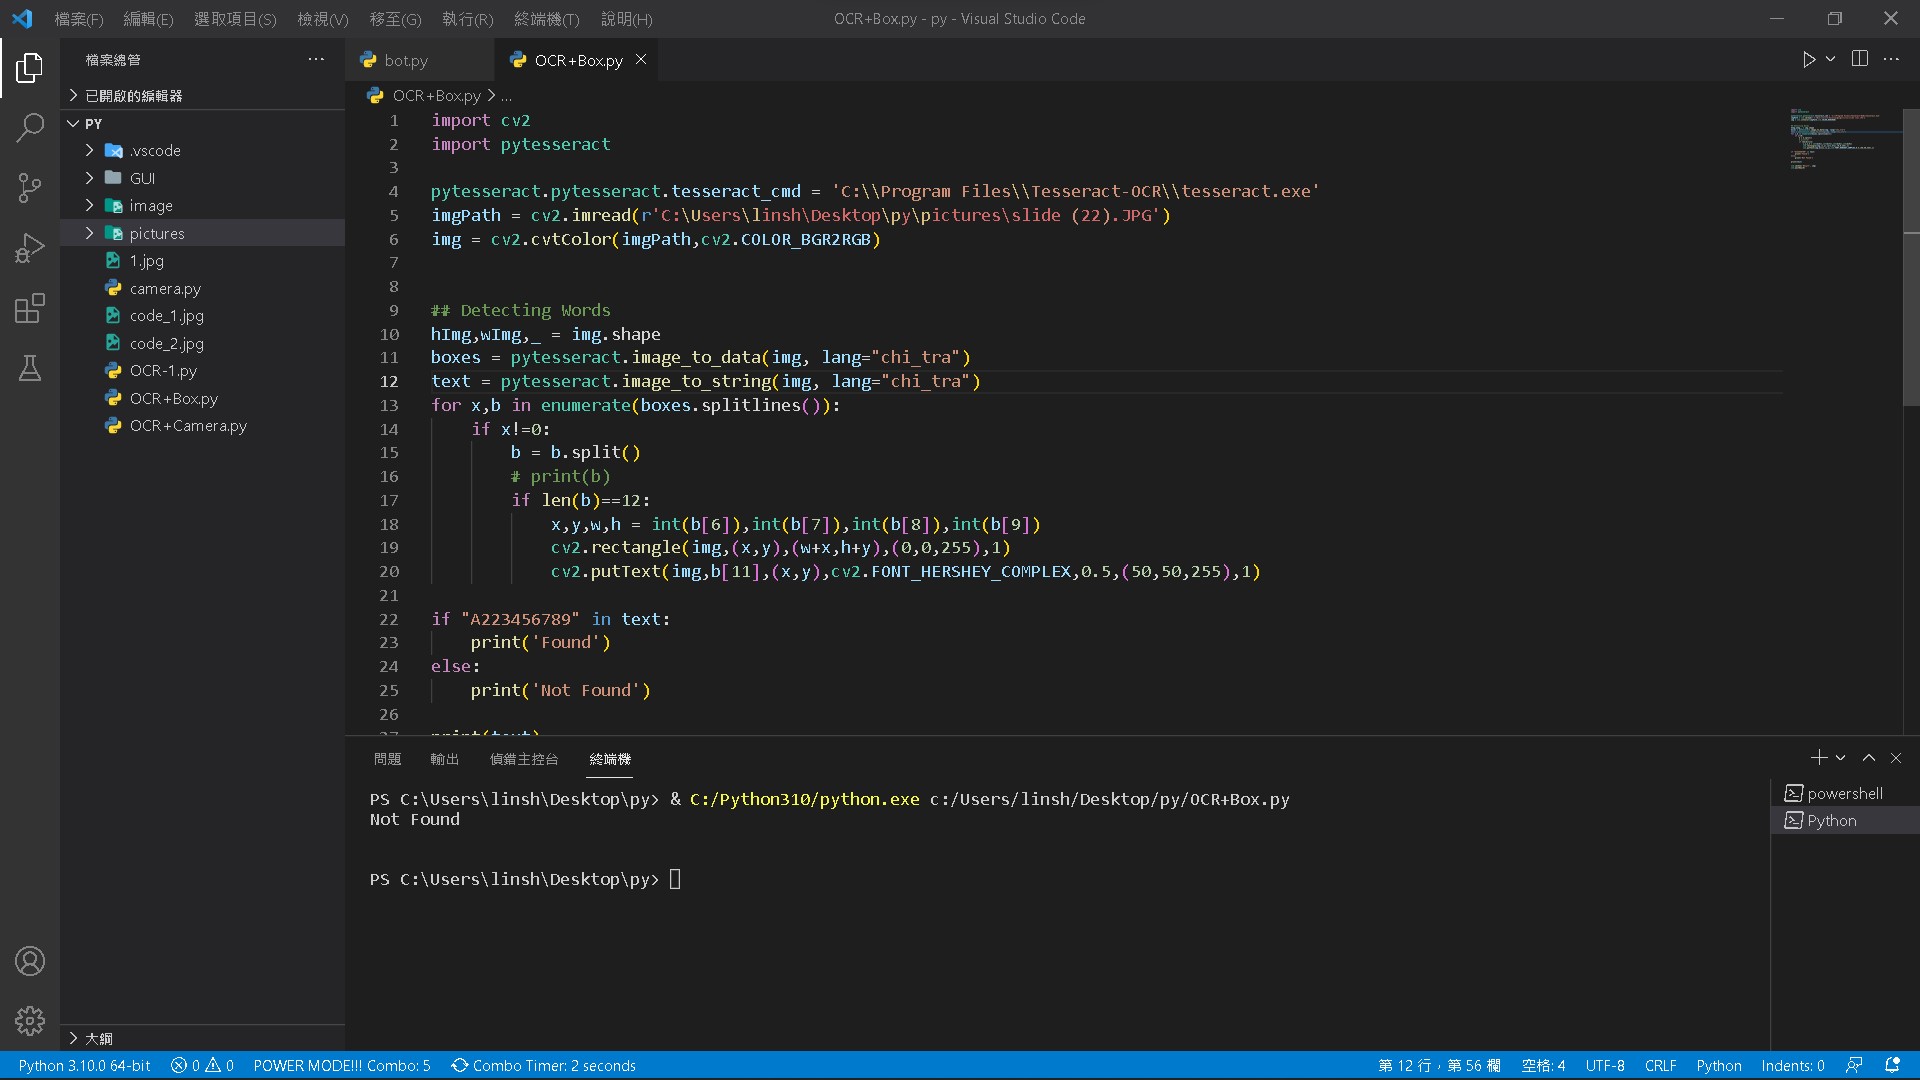 檔案(F) 編輯(E) 選取項目(S) 檢視(V) 移至(G) 執行(R) 終端機(T) 說明(H) OCR+Box.py - py - Visual Studio Code
檔案總管 ···
已開啟的編輯器
PY
.vscode
GUI
image
pictures
1.jpg
camera.py
code_1.jpg
code_2.jpg
OCR-1.py
OCR+Box.py
OCR+Camera.py
大綱
bot.py OCR+Box.py
OCR+Box.py > ...
1 import cv2
2 import pytesseract
3
4 pytesseract.pytesseract.tesseract_cmd = 'C:\\Program Files\\Tesseract-OCR\\tesseract.exe'
5 imgPath = cv2.imread(r'C:\Users\linsh\Desktop\py\pictures\slide (22).JPG')
6 img = cv2.cvtColor(imgPath,cv2.COLOR_BGR2RGB)
7
8
9 ## Detecting Words
10 hImg,wImg,_ = img.shape
11 boxes = pytesseract.image_to_data(img, lang="chi_tra")
12 text = pytesseract.image_to_string(img, lang="chi_tra")
13 for x,b in enumerate(boxes.splitlines()):
14 if x!=0:
15 b = b.split()
16 # print(b)
17 if len(b)==12:
18 x,y,w,h = int(b[6]),int(b[7]),int(b[8]),int(b[9])
19 cv2.rectangle(img,(x,y),(w+x,h+y),(0,0,255),1)
20 cv2.putText(img,b[11],(x,y),cv2.FONT_HERSHEY_COMPLEX,0.5,(50,50,255),1)
21
22 if "A223456789" in text:
23 print('Found')
24 else:
25 print('Not Found')
26
27 print(text)
問題 輸出 偵錯主控台 終端機
PS C:\Users\linsh\Desktop\py> & C:/Python310/python.exe c:/Users/linsh/Desktop/py/OCR+Box.py
Not Found
PS C:\Users\linsh\Desktop\py>
powershell
Python
Python 3.10.0 64-bit 0 0 POWER MODE!!! Combo: 5 Combo Timer: 2 seconds 第 12 行，第 56 欄 空格: 4 UTF-8 CRLF Python Indents: 0